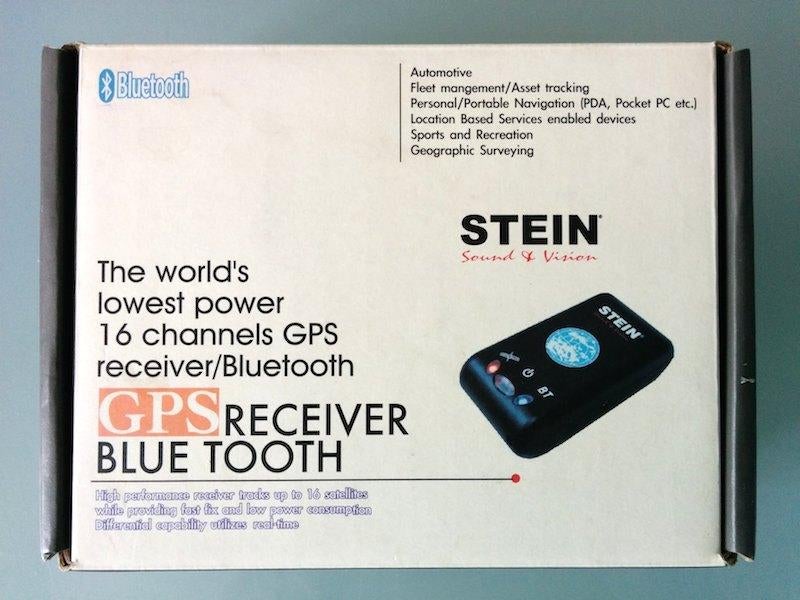 Bluetooth
Automotive
Fleet mangement/Asset tracking
Personal/Portable Navigation (PDA, Pocket PC etc.)
Location Based Services enabled devices
Sports and Recreation
Geographic Surveying
STEIN
Sound & Vision
The world's
lowest power
16 channels GPS
receiver/Bluetooth
STEIN
BT
GPS RECEIVER
BLUE TOOTH
High performance receiver tracks up to 16 satellites
while providing fast fix and low power consumption
Differential capability utilizes real-time